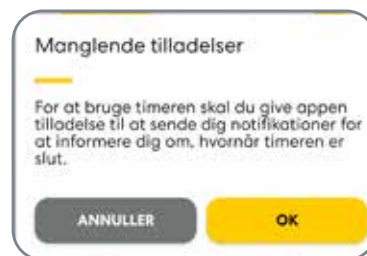 Manglende tilladelser
For at bruge timeren skal du give appen
tilladelse til at sende dig notifikationer for
at informere dig om, hvornår timeren er
slut.
ANNULLER OK